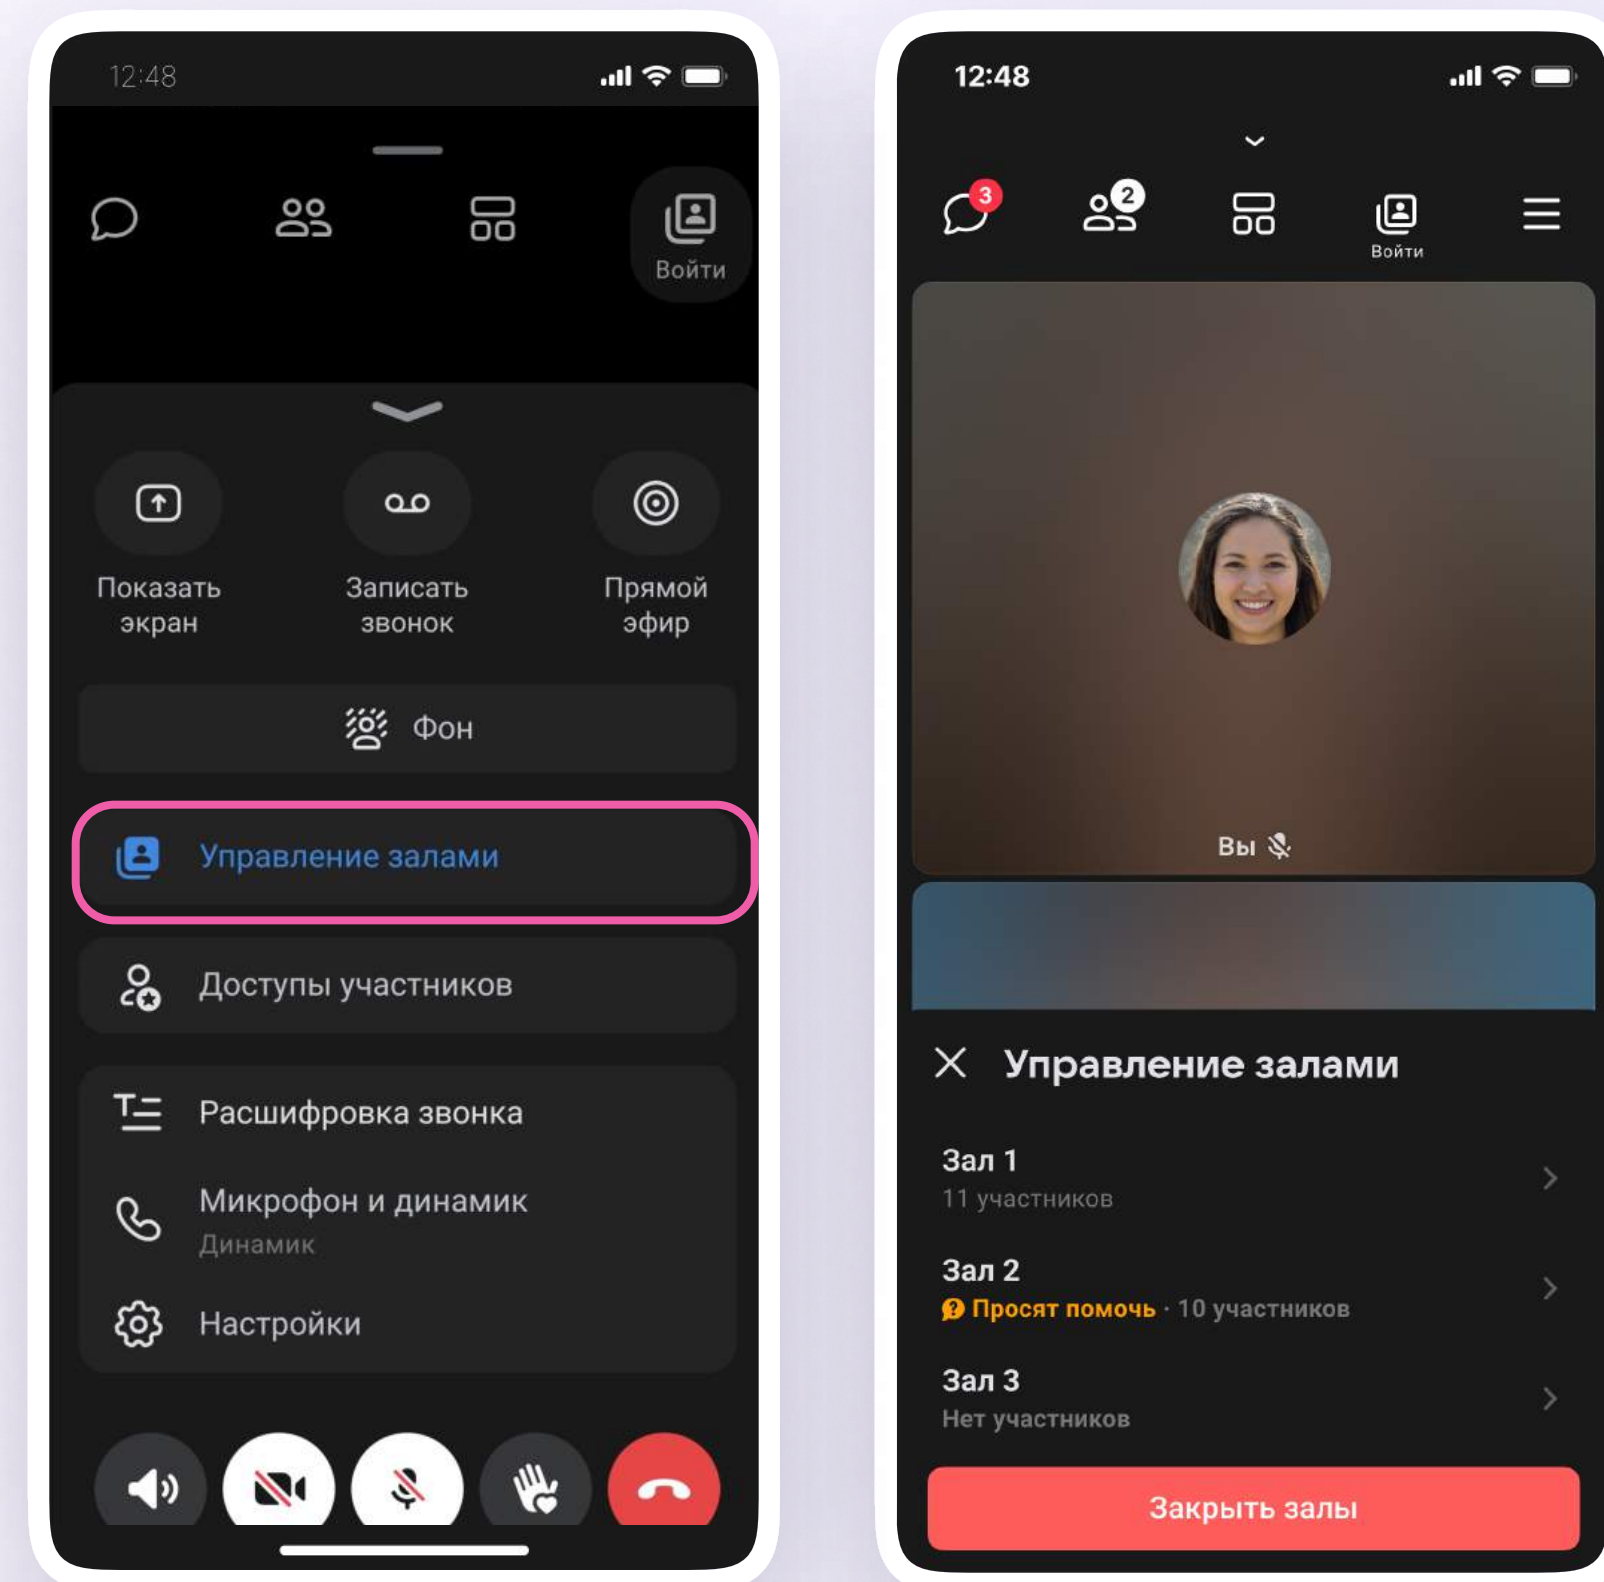 12:48
Войти
Показать
экран
Записать
звонок
Прямой
эфир
Фон
Управление залами
Доступы участников
Расшифровка звонка
Микрофон и динамик
Динамик
Настройки
12:48
3
2
Войти
Вы
Управление залами
Зал 1
11 участников
Зал 2
Просят помочь · 10 участников
Зал 3
Нет участников
Закрыть залы